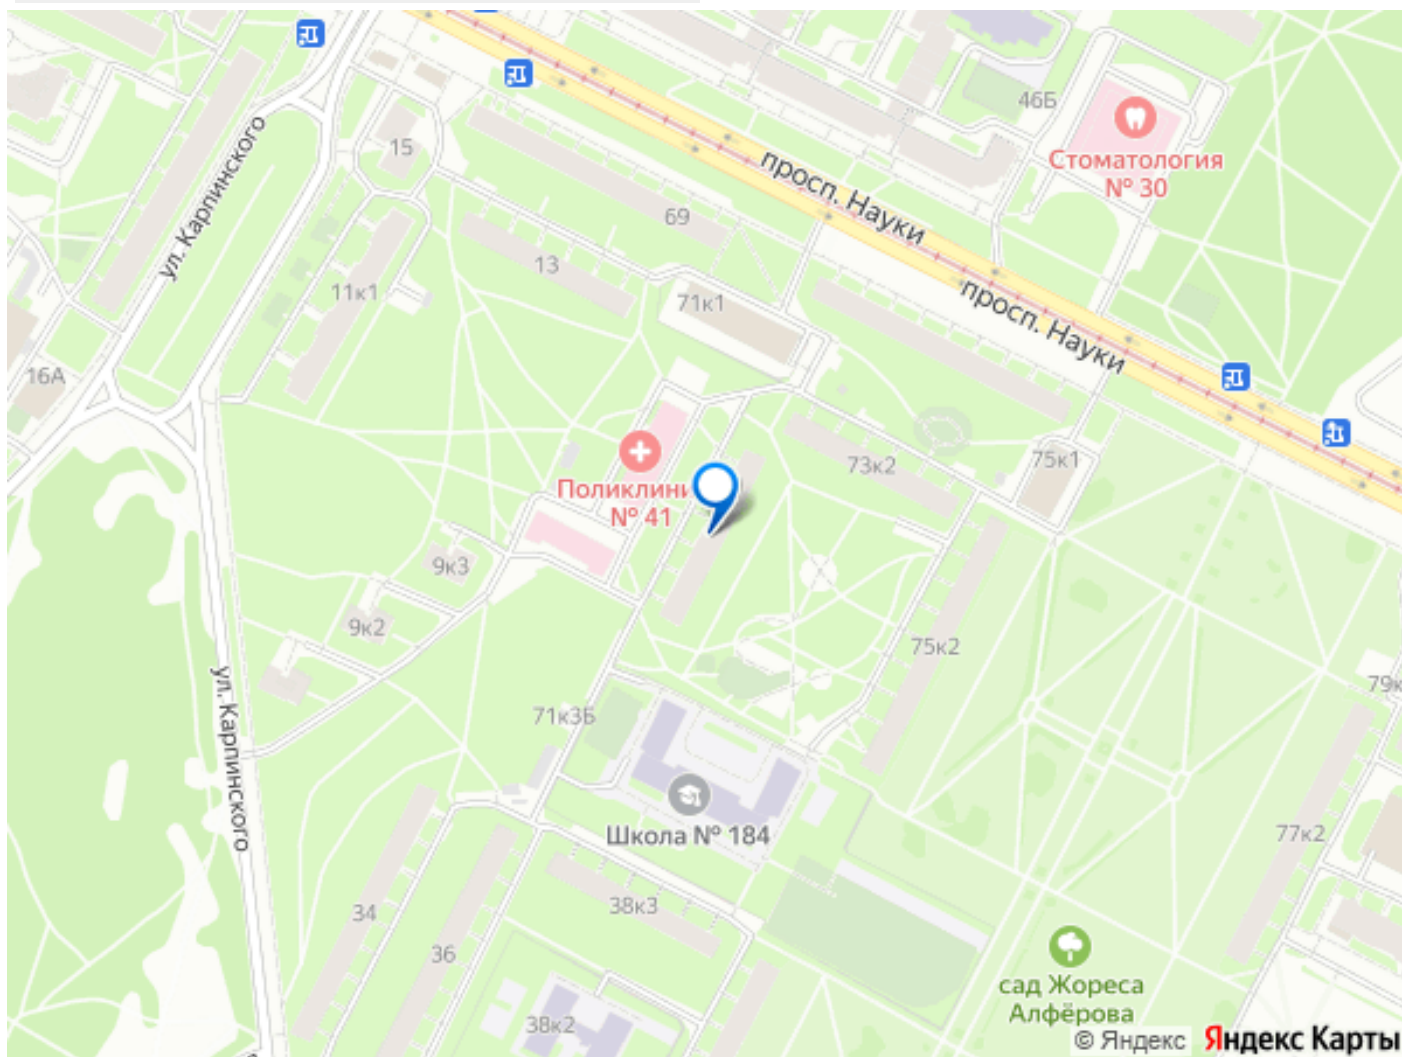 46Б
15
ул. Карпинского
Стоматология
№ 30
просп. Науки
69
13
11к1
71к1
просп. Науки
16А
73к2
75к1
Поликлини
№ 41
9к3
9к2
75к2
ул. Карпинского
79к
71к3Б
Школа № 184
77к2
34
38к3
36
сад Жореса
Алфёрова
38к2
© Яндекс Яндекс Карты